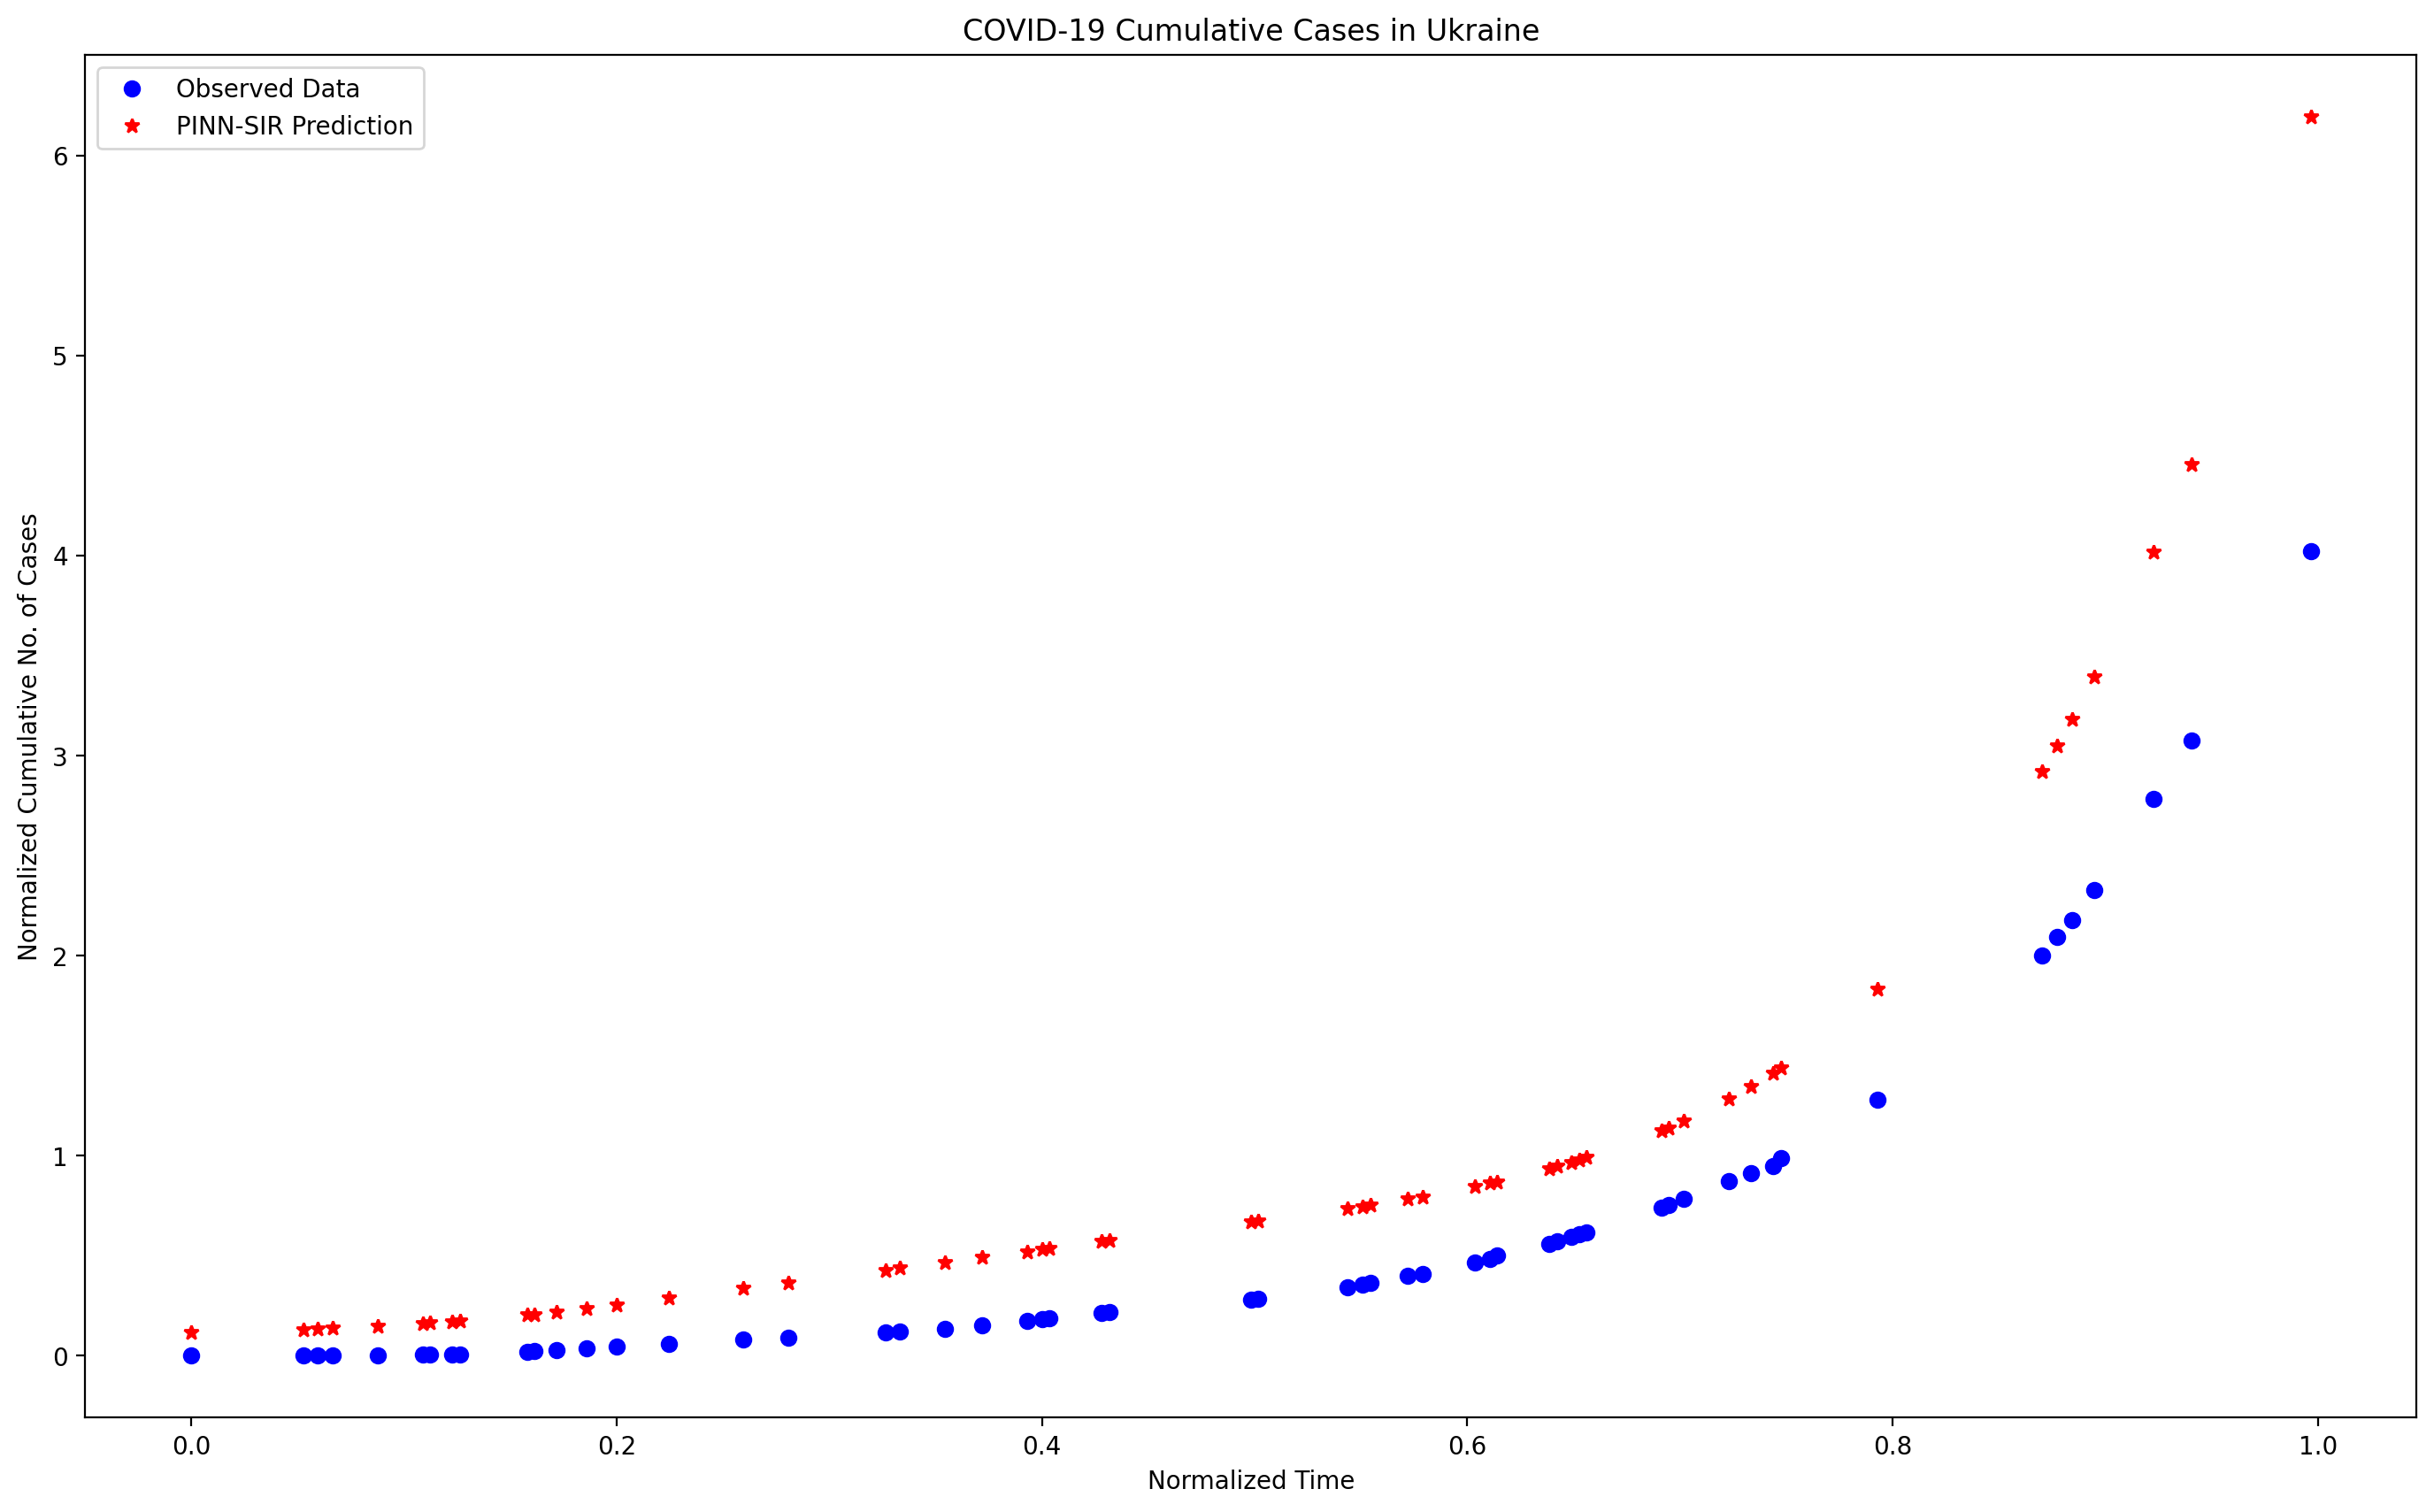 COVID-19 Cumulative Cases in Ukraine
Observed Data
PINN-SIR Prediction
Normalized Cumulative No. of Cases
6
5
4
3
2
1
0
0.0 0.2 0.4 0.6 0.8 1.0
Normalized Time